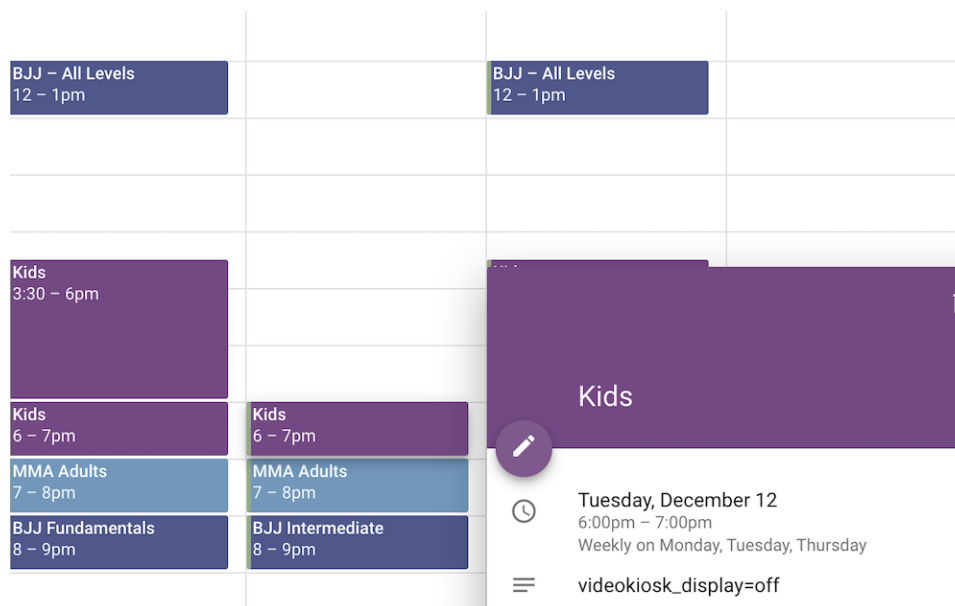 BJJ – All Levels
12 – 1pm
BJJ – All Levels
12 – 1pm
Kids
3:30 – 6pm
Kids
6 – 7pm
Kids
6 – 7pm
MMA Adults
7 – 8pm
MMA Adults
7 – 8pm
BJJ Fundamentals
8 – 9pm
BJJ Intermediate
8 – 9pm
Kids
Tuesday, December 12
6:00pm – 7:00pm
Weekly on Monday, Tuesday, Thursday
videokiosk_display=off